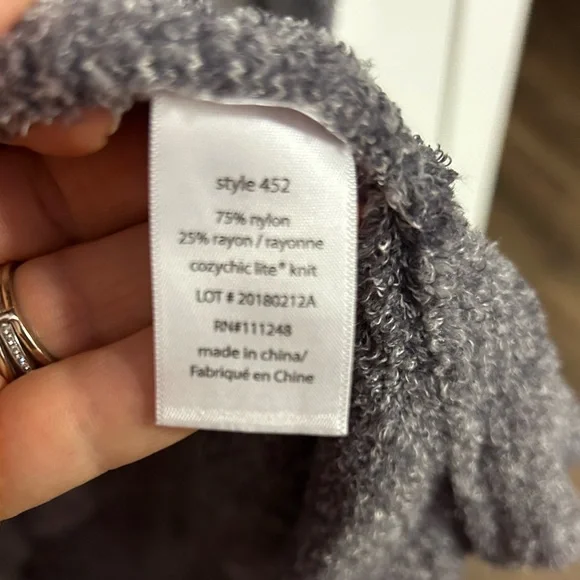 style 452
75% nylon
25% rayon / rayonne
cozychic lite® knit
LOT # 20180212A
RN#111248
made in china/
Fabriqué en Chine